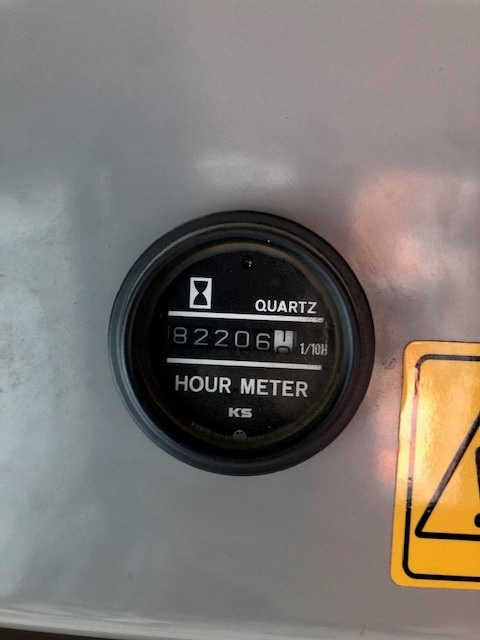 QUARTZ
82206 1/10H
HOUR METER
KS